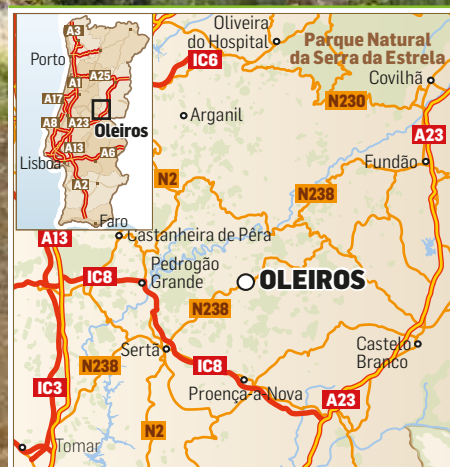 A3
Porto
A25
A1
A17
A8
A23
Oleiros
A13
A6
Lisboa
A2
Faro
Oliveira
do Hospital
IC6
Parque Natural
da Serra da Estrela
Covilhã
N230
Arganil
A23
Fundão
N2
N238
A13
Castanheira de Pêra
Pedrogão
Grande
IC8
OLEIROS
N238
Sertã
Castelo
Branco
N238
IC8
IC3
Proença-a-Nova
A23
N2
Tomar